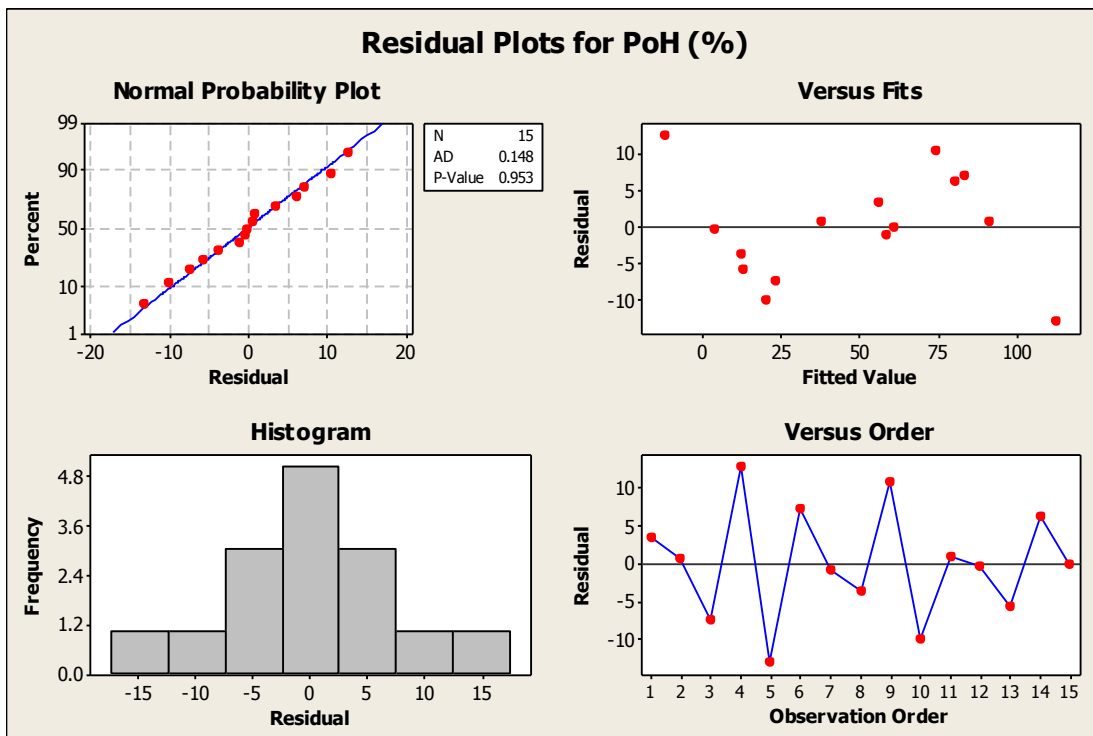 Residual Plots for PoH (%)
Normal Probability Plot
99
90
50
10
1
-20 -10 0 10 20
Percent
Residual
N 15
AD 0.148
P-Value 0.953
Versus Fits
10
5
0
-5
-10
0 25 50 75 100
Residual
Fitted Value
Histogram
4.8
3.6
2.4
1.2
0.0
-15 -10 -5 0 5 10 15
Frequency
Residual
Versus Order
10
5
0
-5
-10
1 2 3 4 5 6 7 8 9 10 11 12 13 14 15
Residual
Observation Order